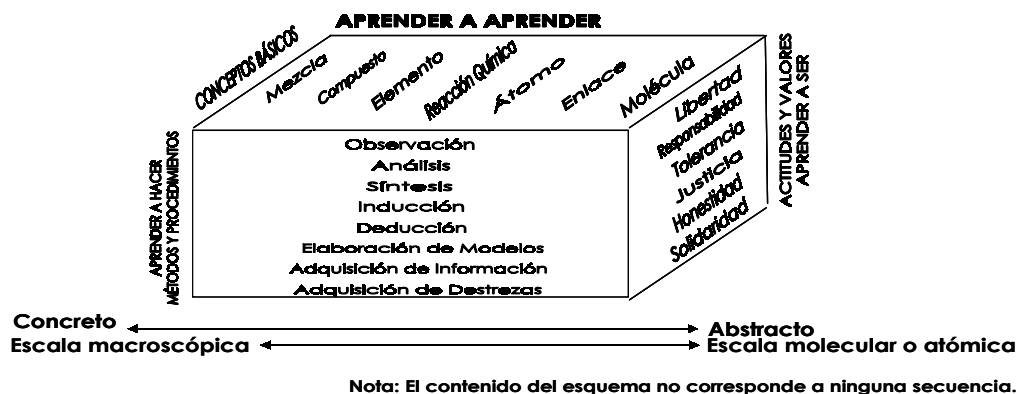 APRENDER A APRENDER
CONCEPTOS BÁSICOS
Mezcla
Compuesto
Elemento
Reacción Química
Átomo
Enlace
Molécula
APRENDER A HACER
MÉTODOS Y PROCEDIMIENTOS
Observación
Análisis
Síntesis
Inducción
Deducción
Elaboración de Modelos
Adquisición de Información
Adquisición de Destrezas
Libertad
Responsabilidad
Tolerancia
Justicia
Honestidad
Solidaridad
ACTITUDES Y VALORES
APRENDER A SER
Concreto
Abstracto
Escala macroscópica
Escala molecular o atómica
Nota: El contenido del esquema no corresponde a ninguna secuencia.